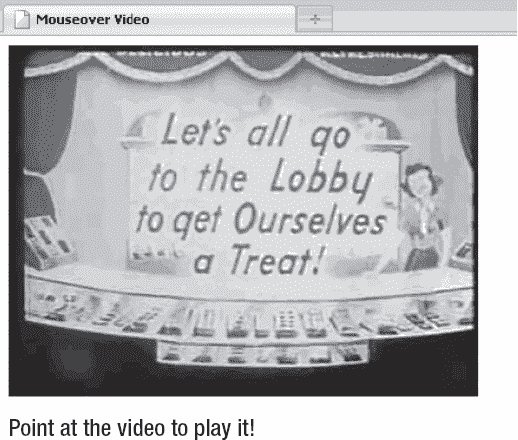 Mouseover Video
Let's all go
to the Lobby
to get Ourselves
a Treat!
Point at the video to play it!